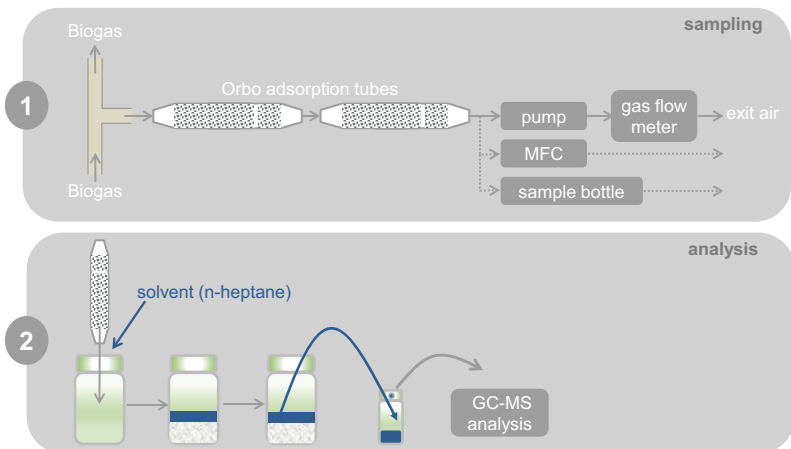 sampling
Biogas
Orbo adsorption tubes
1
pump
gas flow
meter
exit air
MFC
sample bottle
Biogas
analysis
solvent (n-heptane)
2
GC-MS
analysis